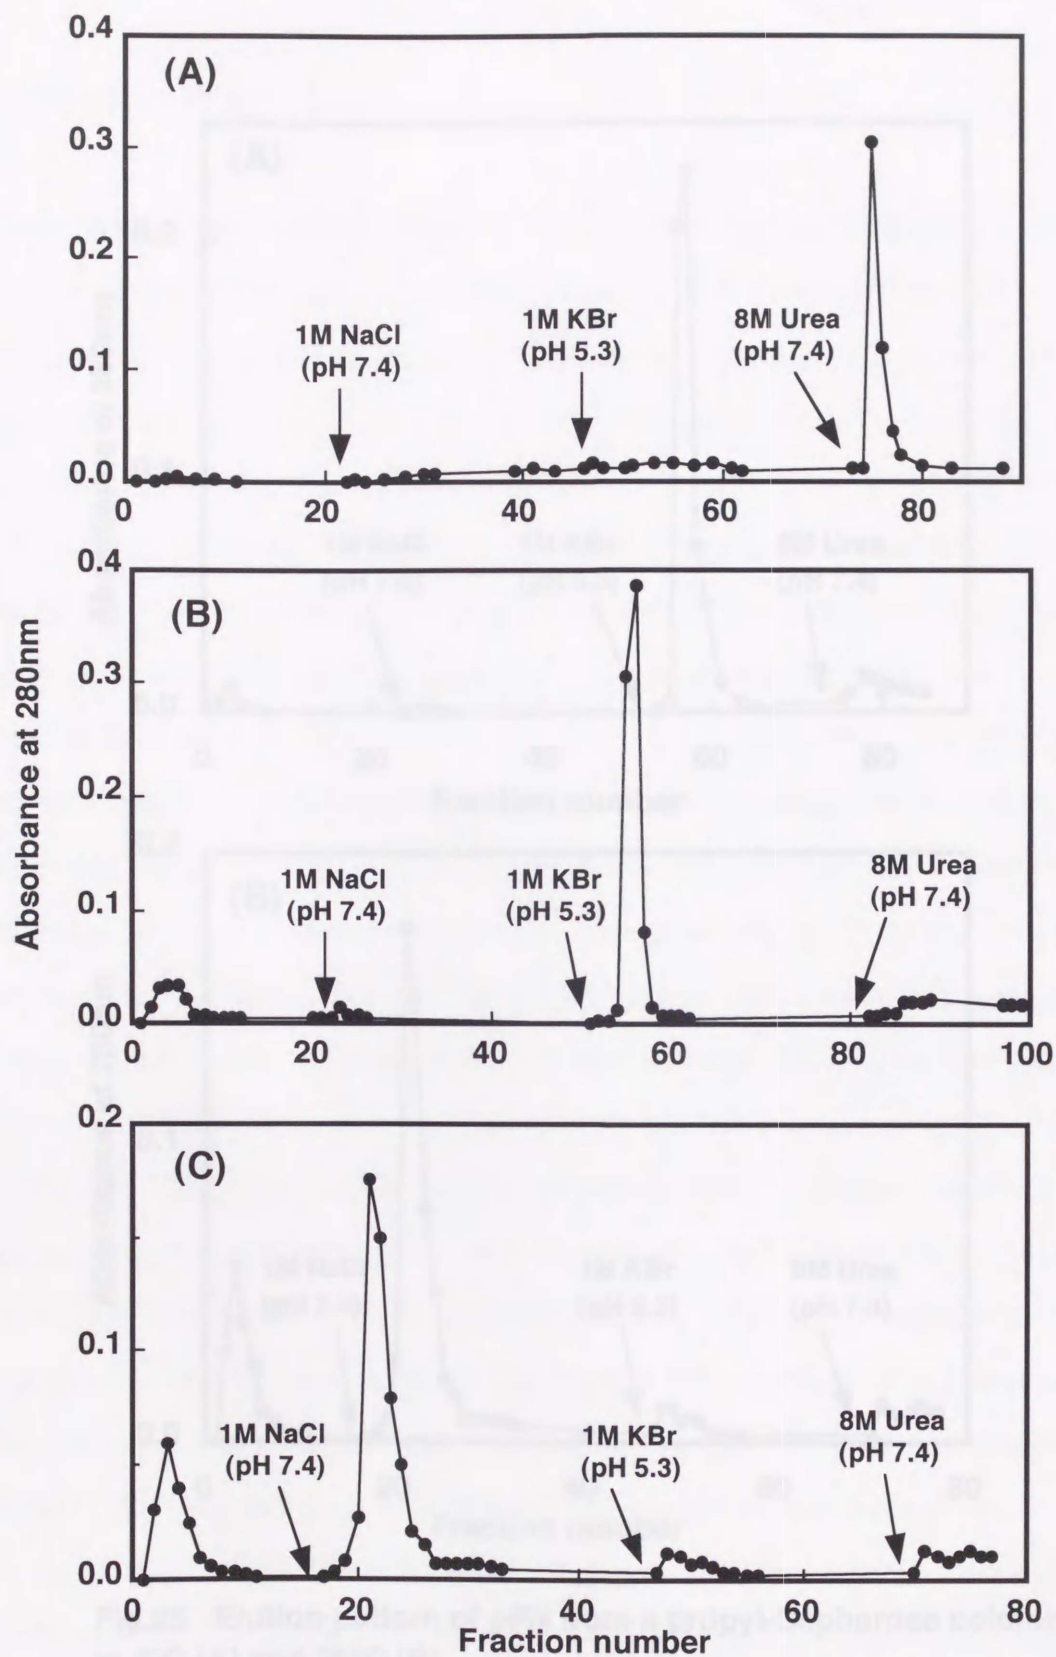 0.4
(A)
0.3
0.2
1M NaCl
(pH 7.4)
1M KBr
(pH 5.3)
8M Urea
(pH 7.4)
0.1
0.0
0
20
40
60
80
Absorbance at 280nm
0.4
(B)
0.3
0.2
1M NaCl
(pH 7.4)
1M KBr
(pH 5.3)
8M Urea
(pH 7.4)
0.1
0.0
0
20
40
60
80
100
0.2
(C)
0.1
1M NaCl
(pH 7.4)
1M KBr
(pH 5.3)
8M Urea
(pH 7.4)
0.0
0
20
40
60
80
Fraction number